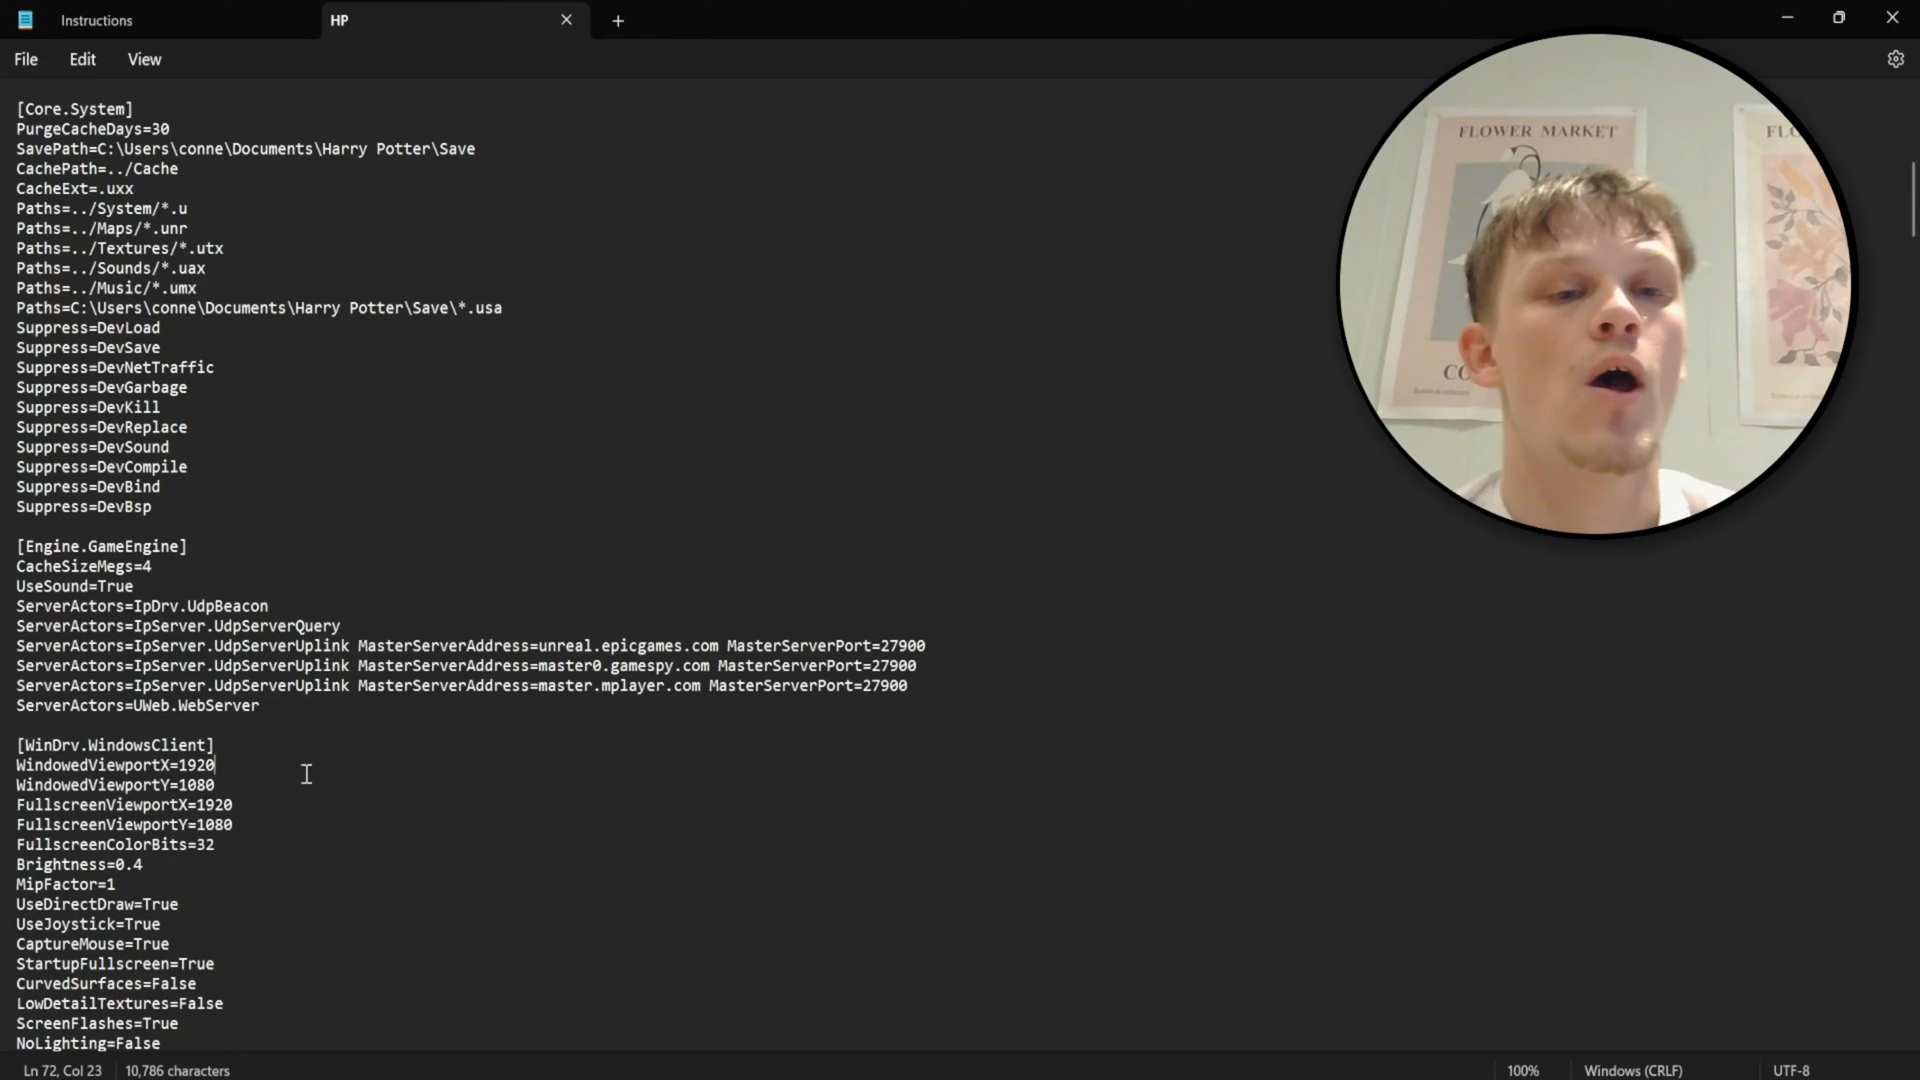 Instructions
HP
File Edit View
[Core.System]
PurgeCacheDays=30
SavePath=C:\Users\conne\Documents\Harry Potter\Save
CachePath=../Cache
CacheExt=.uxx
Paths=../System/*.u
Paths=../Maps/*.unr
Paths=../Textures/*.utx
Paths=../Sounds/*.uax
Paths=../Music/*.umx
Paths=C:\Users\conne\Documents\Harry Potter\Save\*.usa
Suppress=DevLoad
Suppress=DevSave
Suppress=DevNetTraffic
Suppress=DevGarbage
Suppress=DevKill
Suppress=DevReplace
Suppress=DevSound
Suppress=DevCompile
Suppress=DevBind
Suppress=DevBsp
[Engine.GameEngine]
CacheSizeMegs=4
UseSound=True
ServerActors=IpDrv.UdpBeacon
ServerActors=IpServer.UdpServerQuery
ServerActors=IpServer.UdpServerUplink MasterServerAddress=unreal.epicgames.com MasterServerPort=27900
ServerActors=IpServer.UdpServerUplink MasterServerAddress=master0.gamespy.com MasterServerPort=27900
ServerActors=IpServer.UdpServerUplink MasterServerAddress=master.mplayer.com MasterServerPort=27900
ServerActors=UWeb.WebServer
[WinDrv.WindowsClient]
WindowedViewportX=1920
WindowedViewportY=1080
FullscreenViewportX=1920
FullscreenViewportY=1080
FullscreenColorBits=32
Brightness=0.4
MipFactor=1
UseDirectDraw=True
UseJoystick=True
CaptureMouse=True
StartupFullscreen=True
CurvedSurfaces=False
LowDetailTextures=False
ScreenFlashes=True
NoLighting=False
FLOWER MARKET
FL
CO
Ln 72, Col 23
10,786 characters
100%
Windows (CRLF)
UTF-8